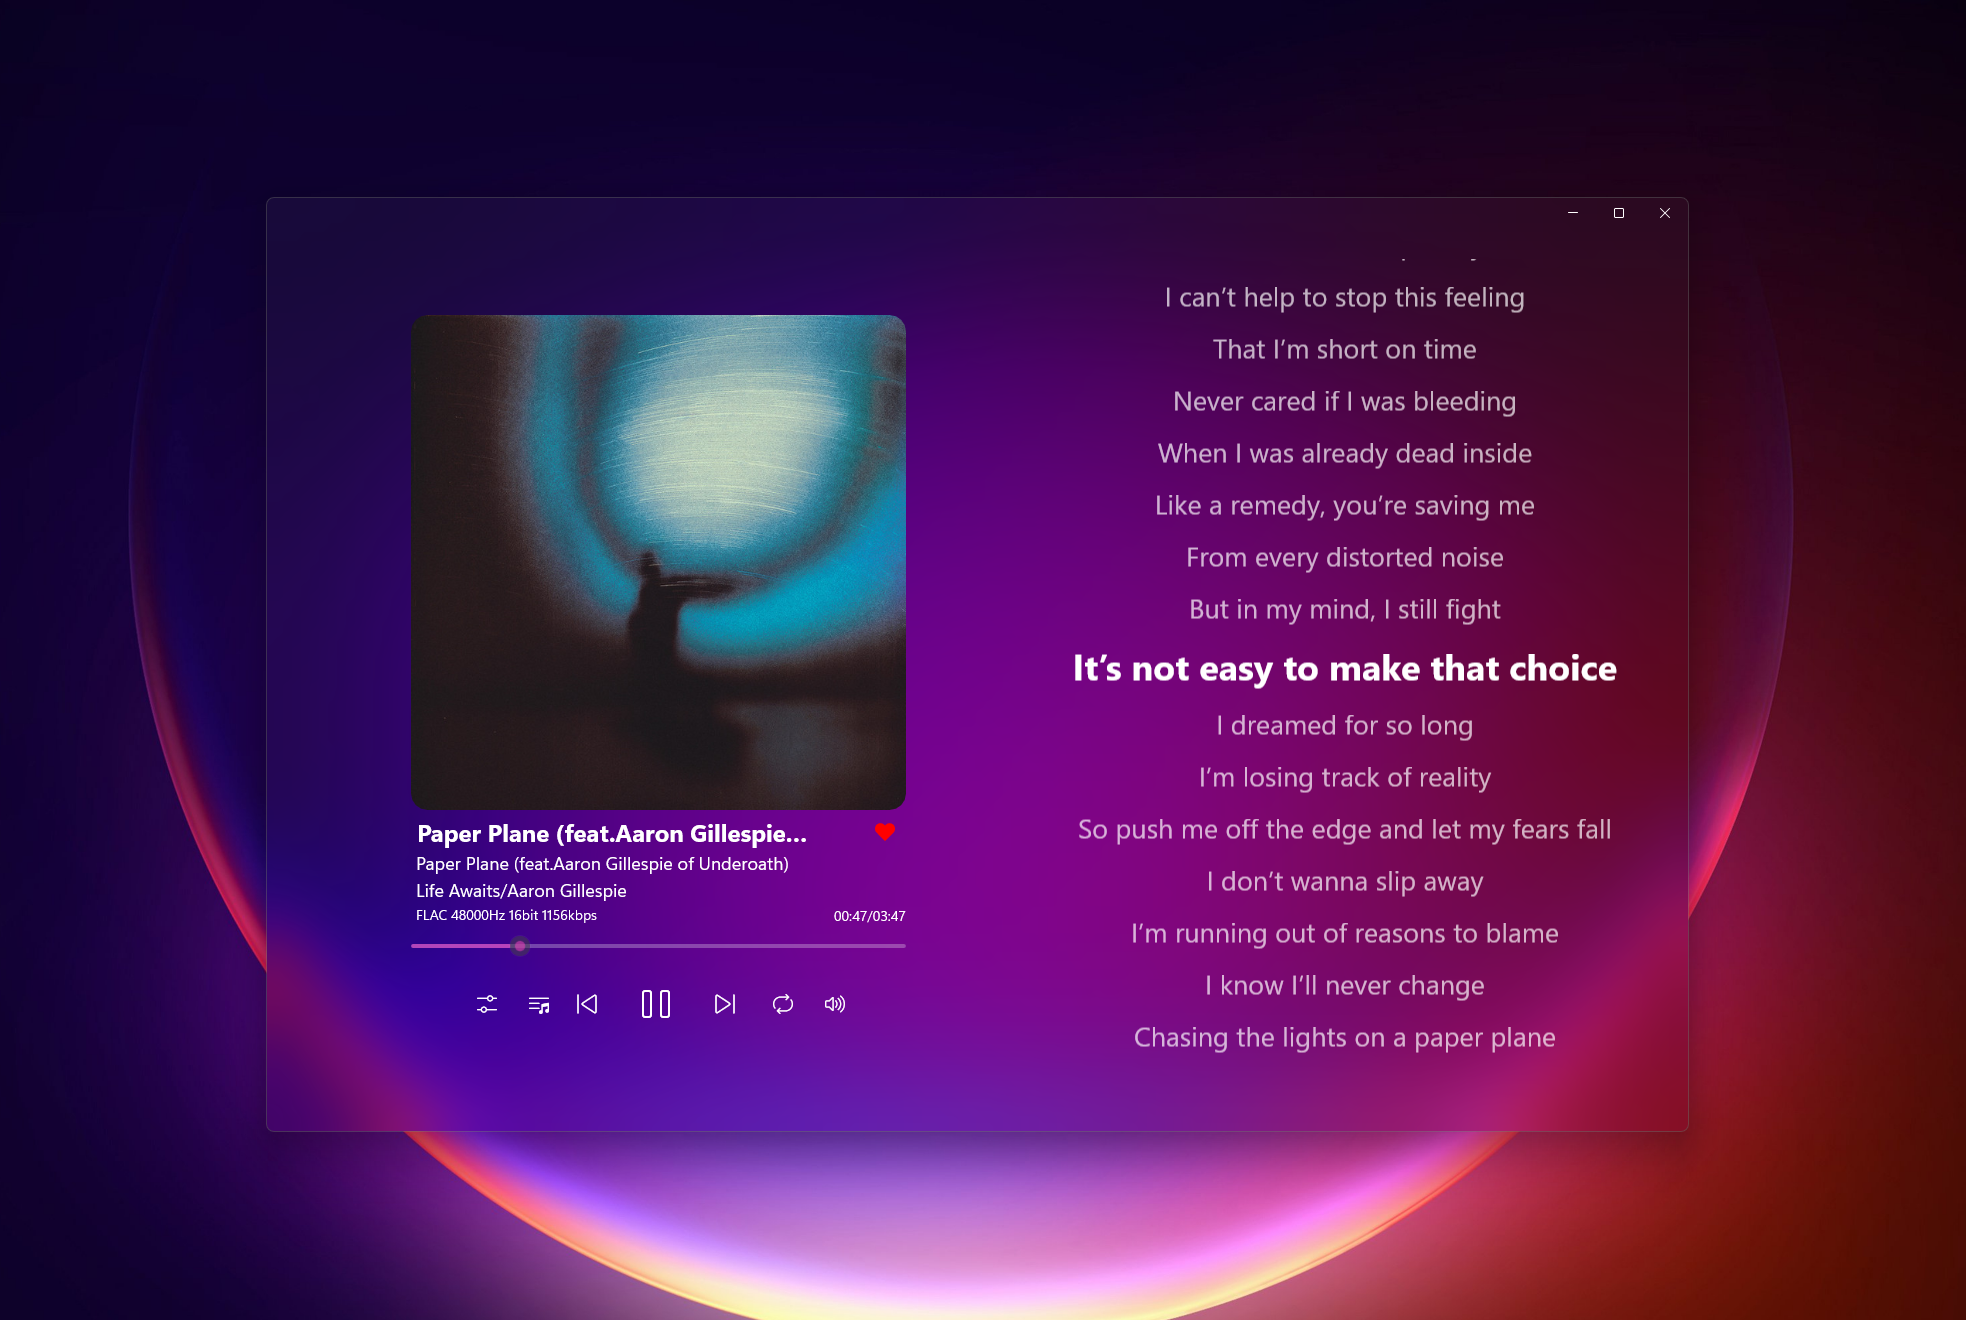 I can’t help to stop this feeling
That I’m short on time
Never cared if I was bleeding
When I was already dead inside
Like a remedy, you’re saving me
From every distorted noise
But in my mind, I still fight
It’s not easy to make that choice
I dreamed for so long
I’m losing track of reality
So push me off the edge and let my fears fall
I don’t wanna slip away
I’m running out of reasons to blame
I know I’ll never change
Chasing the lights on a paper plane
Paper Plane (feat.Aaron Gillespie...
Paper Plane (feat.Aaron Gillespie of Underoath)
Life Awaits/Aaron Gillespie
FLAC 48000Hz 16bit 1156kbps
00:47/03:47